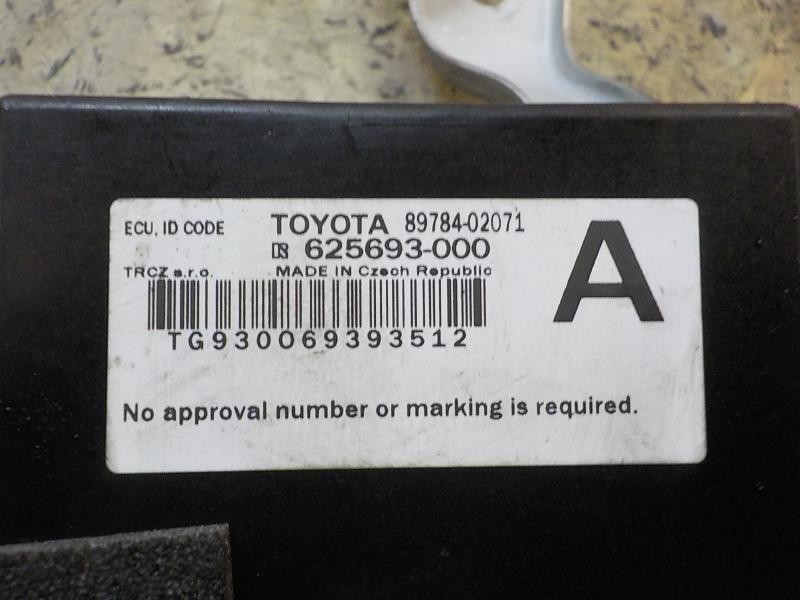 ECU, ID CODE TOYOTA 89784-02071
625693-000
TRCZ s.r.o. MADE IN Czech Republic
TG930069393512
A
No approval number or marking is required.